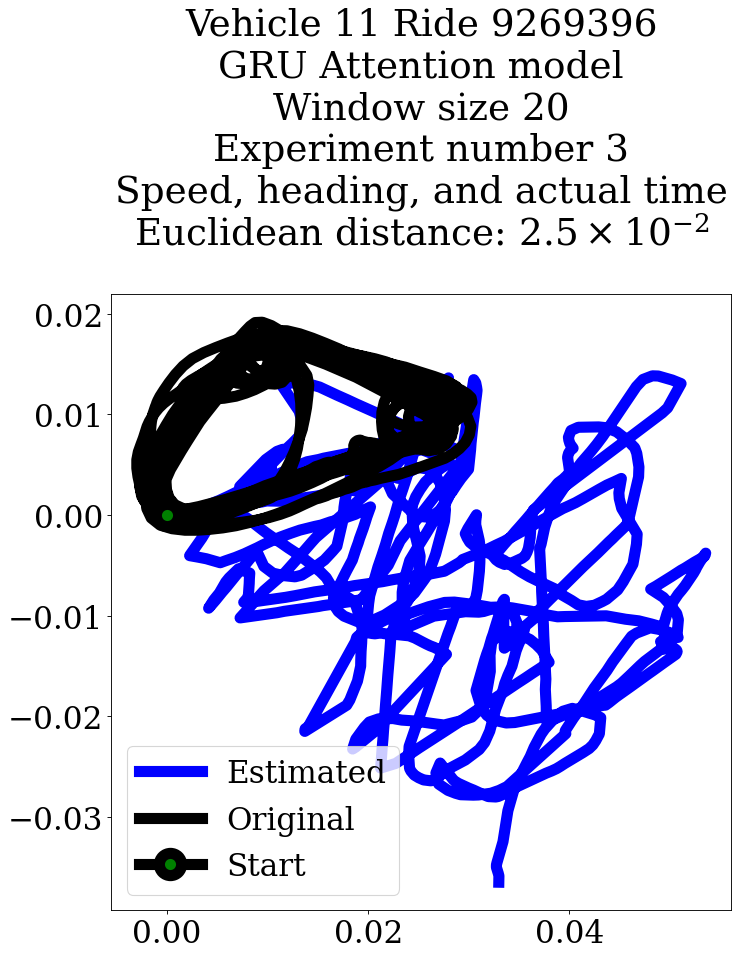 Vehicle 11 Ride 9269396
GRU Attention model
Window size 20
Experiment number 3
Speed, heading, and actual time
Euclidean distance: 2.5 × 10⁻²
0.02
0.01
0.00
−0.01
−0.02
−0.03
Estimated
Original
Start
0.00 0.02 0.04